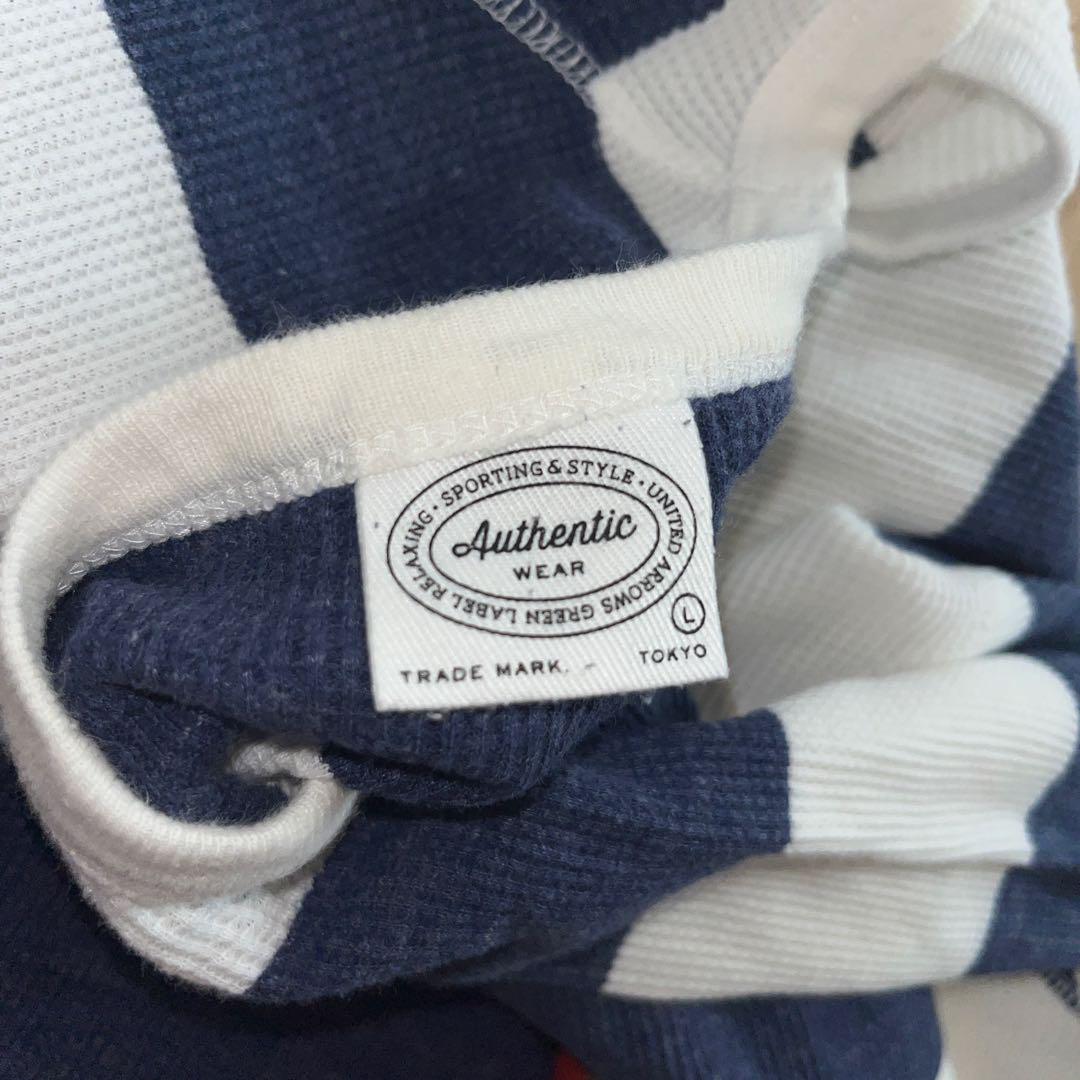 · SPORTING & STYLE · UNITED ARROWS GREEN LABEL RELAXING
Authentic
WEAR
L
TRADE MARK. - TOKYO